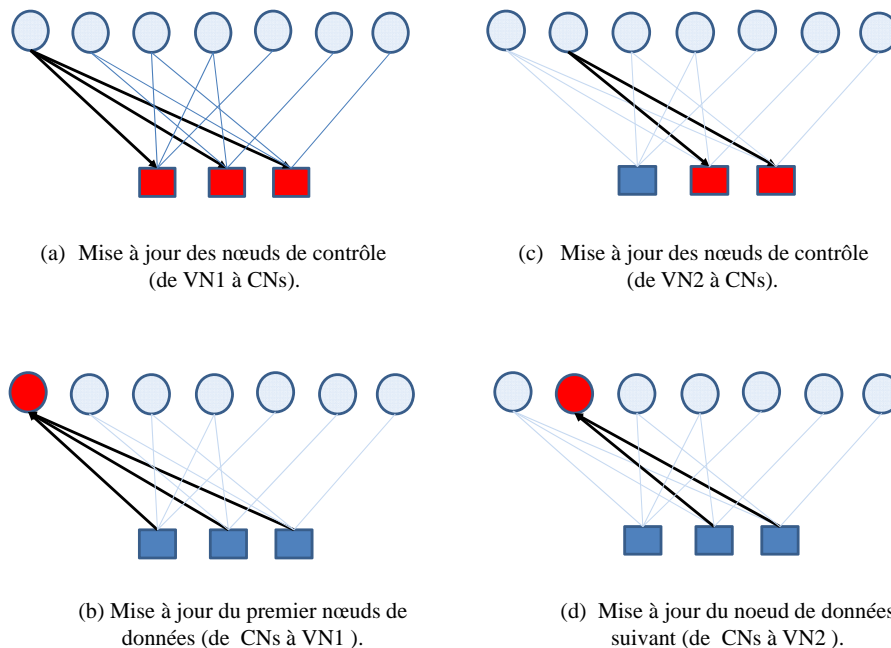 (a) Mise à jour des nœuds de contrôle
(de VN1 à CNs).
(c) Mise à jour des nœuds de contrôle
(de VN2 à CNs).
(b) Mise à jour du premier nœuds de
données (de CNs à VN1 ).
(d) Mise à jour du noeud de données
suivant (de CNs à VN2 ).